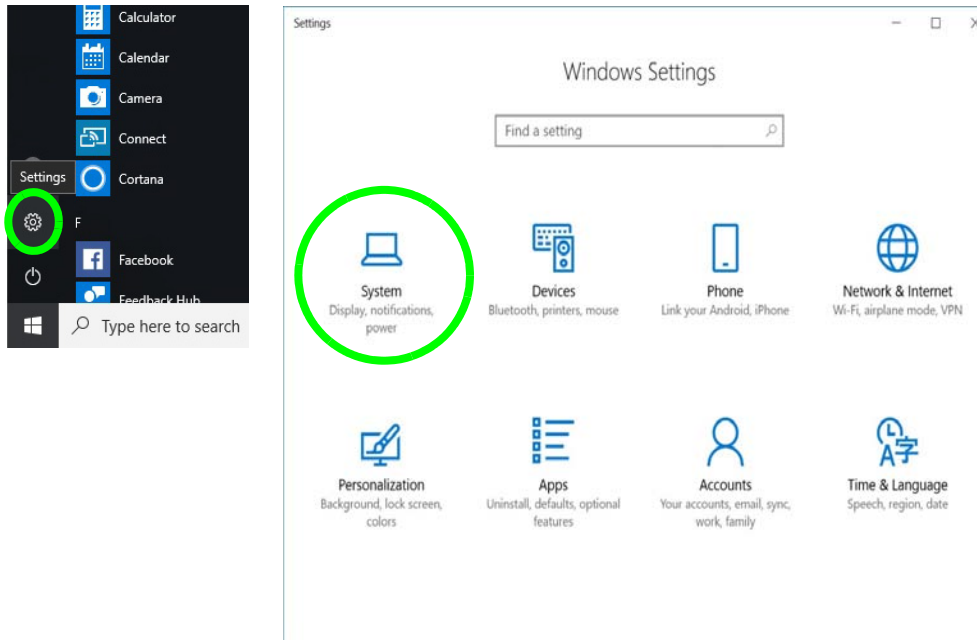 Calculator
Calendar
Camera
Connect
Settings
Cortana
F
Facebook
Feedback Hub
Type here to search
Settings
Windows Settings
Find a setting
System
Display, notifications,
power
Devices
Bluetooth, printers, mouse
Phone
Link your Android, iPhone
Network & Internet
Wi-Fi, airplane mode, VPN
Personalization
Background, lock screen,
colors
Apps
Uninstall, defaults, optional
features
Accounts
Your accounts, email, sync,
work, family
Time & Language
Speech, region, date